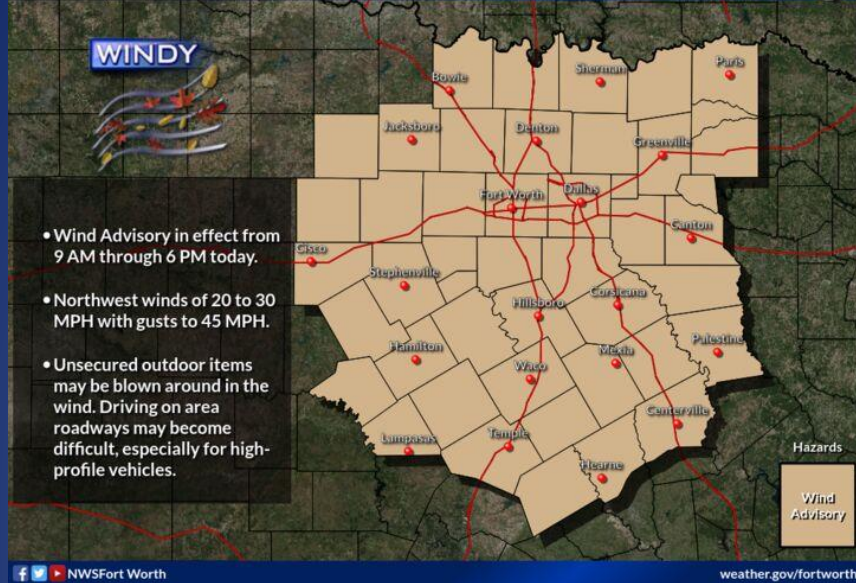 WINDY
• Wind Advisory in effect from
9 AM through 6 PM today.
• Northwest winds of 20 to 30
MPH with gusts to 45 MPH.
• Unsecured outdoor items
may be blown around in the
wind. Driving on area
roadways may become
difficult, especially for high-
profile vehicles.
Bowie
Sherman
Paris
Jacksboro
Denton
Greenville
Fort Worth
Dallas
Canton
Cisco
Stephenville
Hillsboro
Corsicana
Hamilton
Waco
Mexia
Palestine
Lampasas
Temple
Centerville
Hearne
Hazards
Wind
Advisory
NWSFort Worth
weather.gov/fortworth